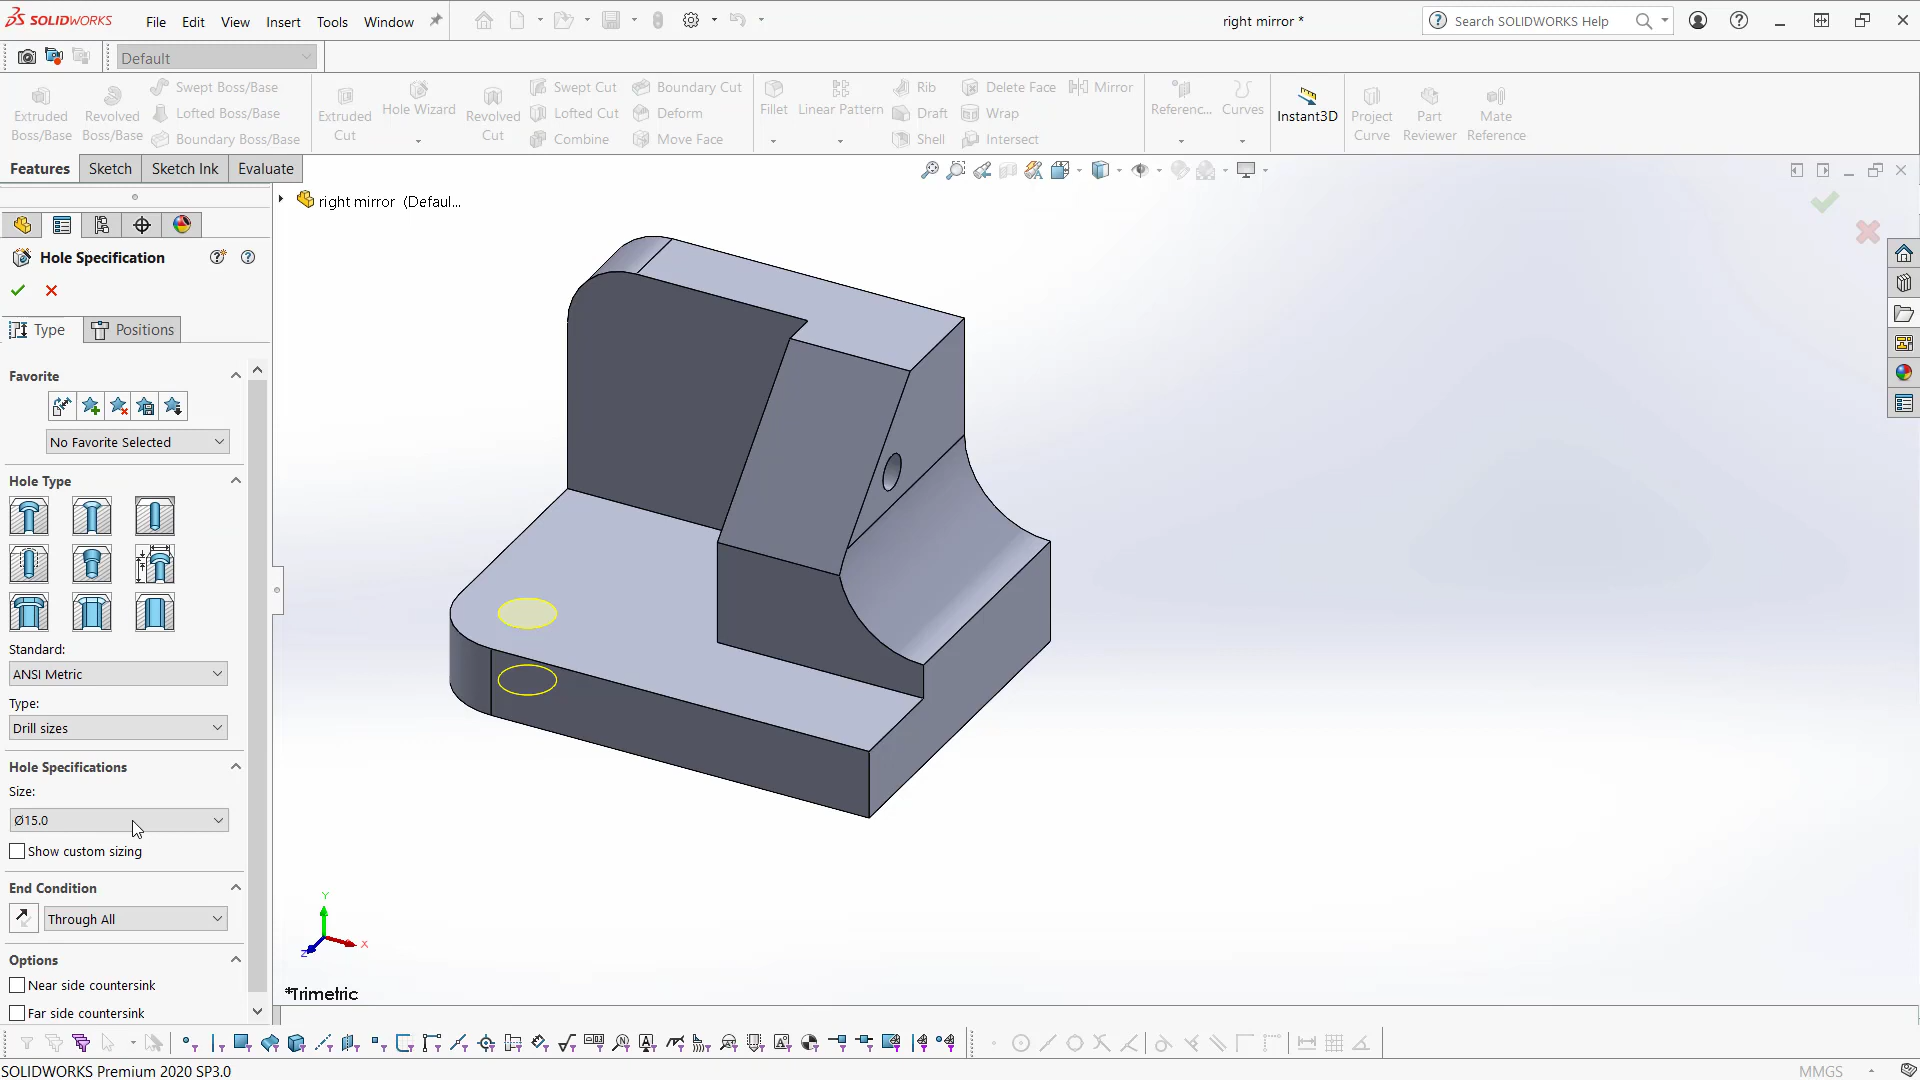 SOLIDWORKS File Edit View Insert Tools Window right mirror * Search SOLIDWORKS Help
Default
Extruded Boss/Base
Revolved Boss/Base
Swept Boss/Base
Lofted Boss/Base
Boundary Boss/Base
Extruded Cut
Hole Wizard
Revolved Cut
Swept Cut
Lofted Cut
Combine
Boundary Cut
Deform
Move Face
Fillet
Linear Pattern
Rib
Draft
Shell
Delete Face
Wrap
Intersect
Mirror
Referenc...
Curves
Instant3D
Project Curve
Part Reviewer
Mate Reference
Features Sketch Sketch Ink Evaluate
right mirror (Defaul...
Hole Specification
Type Positions
Favorite
No Favorite Selected
Hole Type
Standard:
ANSI Metric
Type:
Drill sizes
Hole Specifications
Size:
Ø15.0
Show custom sizing
End Condition
Through All
Options
Near side countersink
Far side countersink
Y
X
Z
*Trimetric
SOLIDWORKS Premium 2020 SP3.0 MMGS